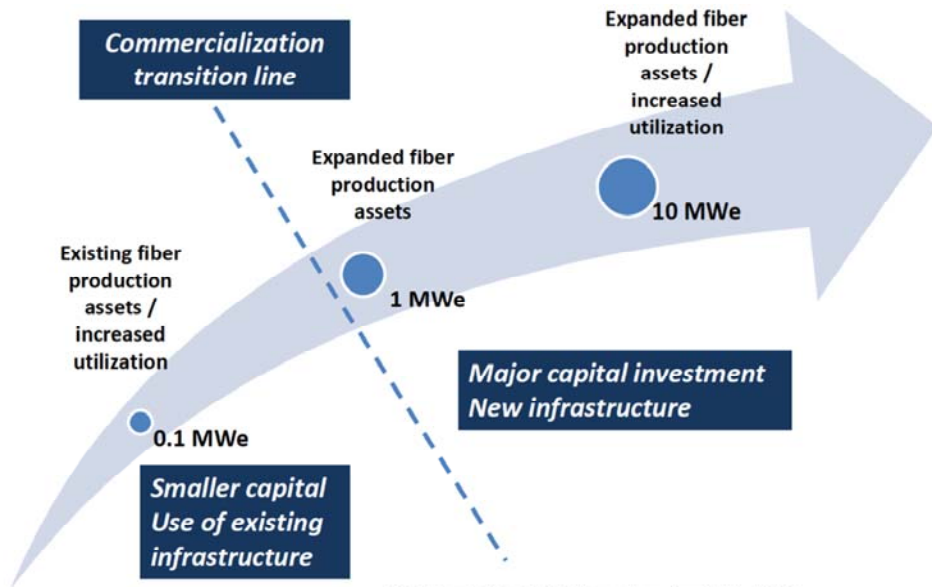 Commercialization
transition line
Expanded fiber
production
assets /
increased
utilization
Expanded fiber
production
assets
10 MWe
Existing fiber
production
assets /
increased
utilization
1 MWe
Major capital investment
New infrastructure
0.1 MWe
Smaller capital
Use of existing
infrastructure